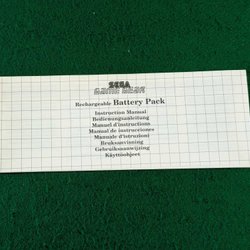 SEGA
GAME GEAR
Rechargeable Battery Pack
Instruction Manual
Bedienungsanleitung
Manuel d'instructions
Manual de instrucciones
Manuale d'istruzioni
Bruksanvisning
Gebruiksaanwijzing
Käyttöohjeet